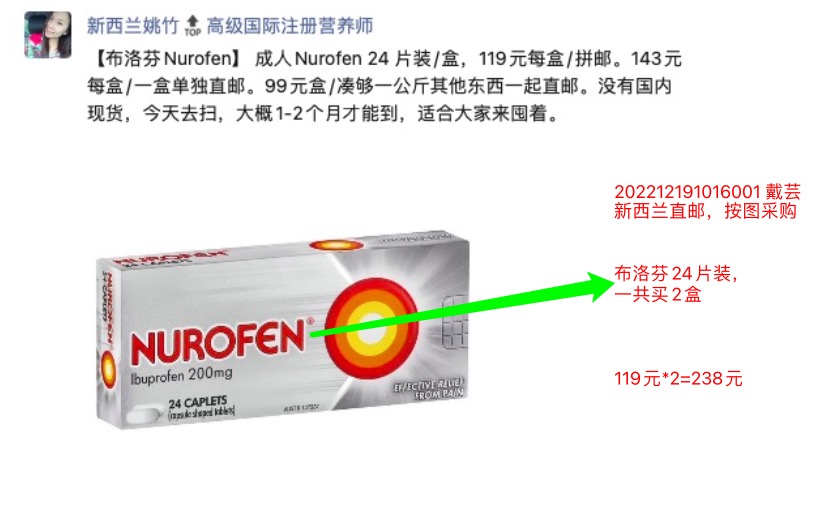 新西兰姚竹 TOP 高级国际注册营养师
【布洛芬Nurofen】 成人Nurofen 24 片装/盒，119元每盒/拼邮。143元
每盒/一盒单独直邮。99元盒/凑够一公斤其他东西一起直邮。没有国内
现货，今天去扫，大概1-2个月才能到，适合大家来囤着。
202212191016001 戴芸
新西兰直邮，按图采购
布洛芬24片装，
一共买2盒
119元*2=238元
NUROFEN
24 CAPLETS
NUROFEN
24 CAPLETS
NUROFEN®
Ibuprofen 200mg
24 CAPLETS
(capsule shaped tablets)
EFFECTIVE RELIEF
FROM PAIN